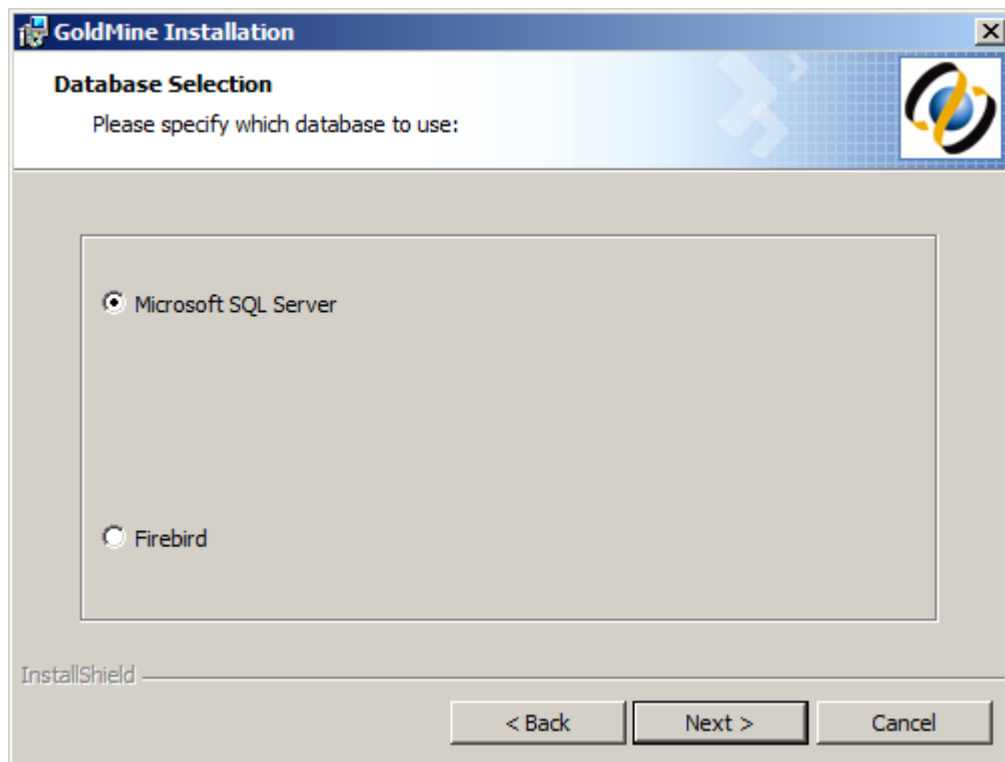 GoldMine Installation
Database Selection
Please specify which database to use:
Microsoft SQL Server
Firebird
InstallShield
< Back
Next >
Cancel